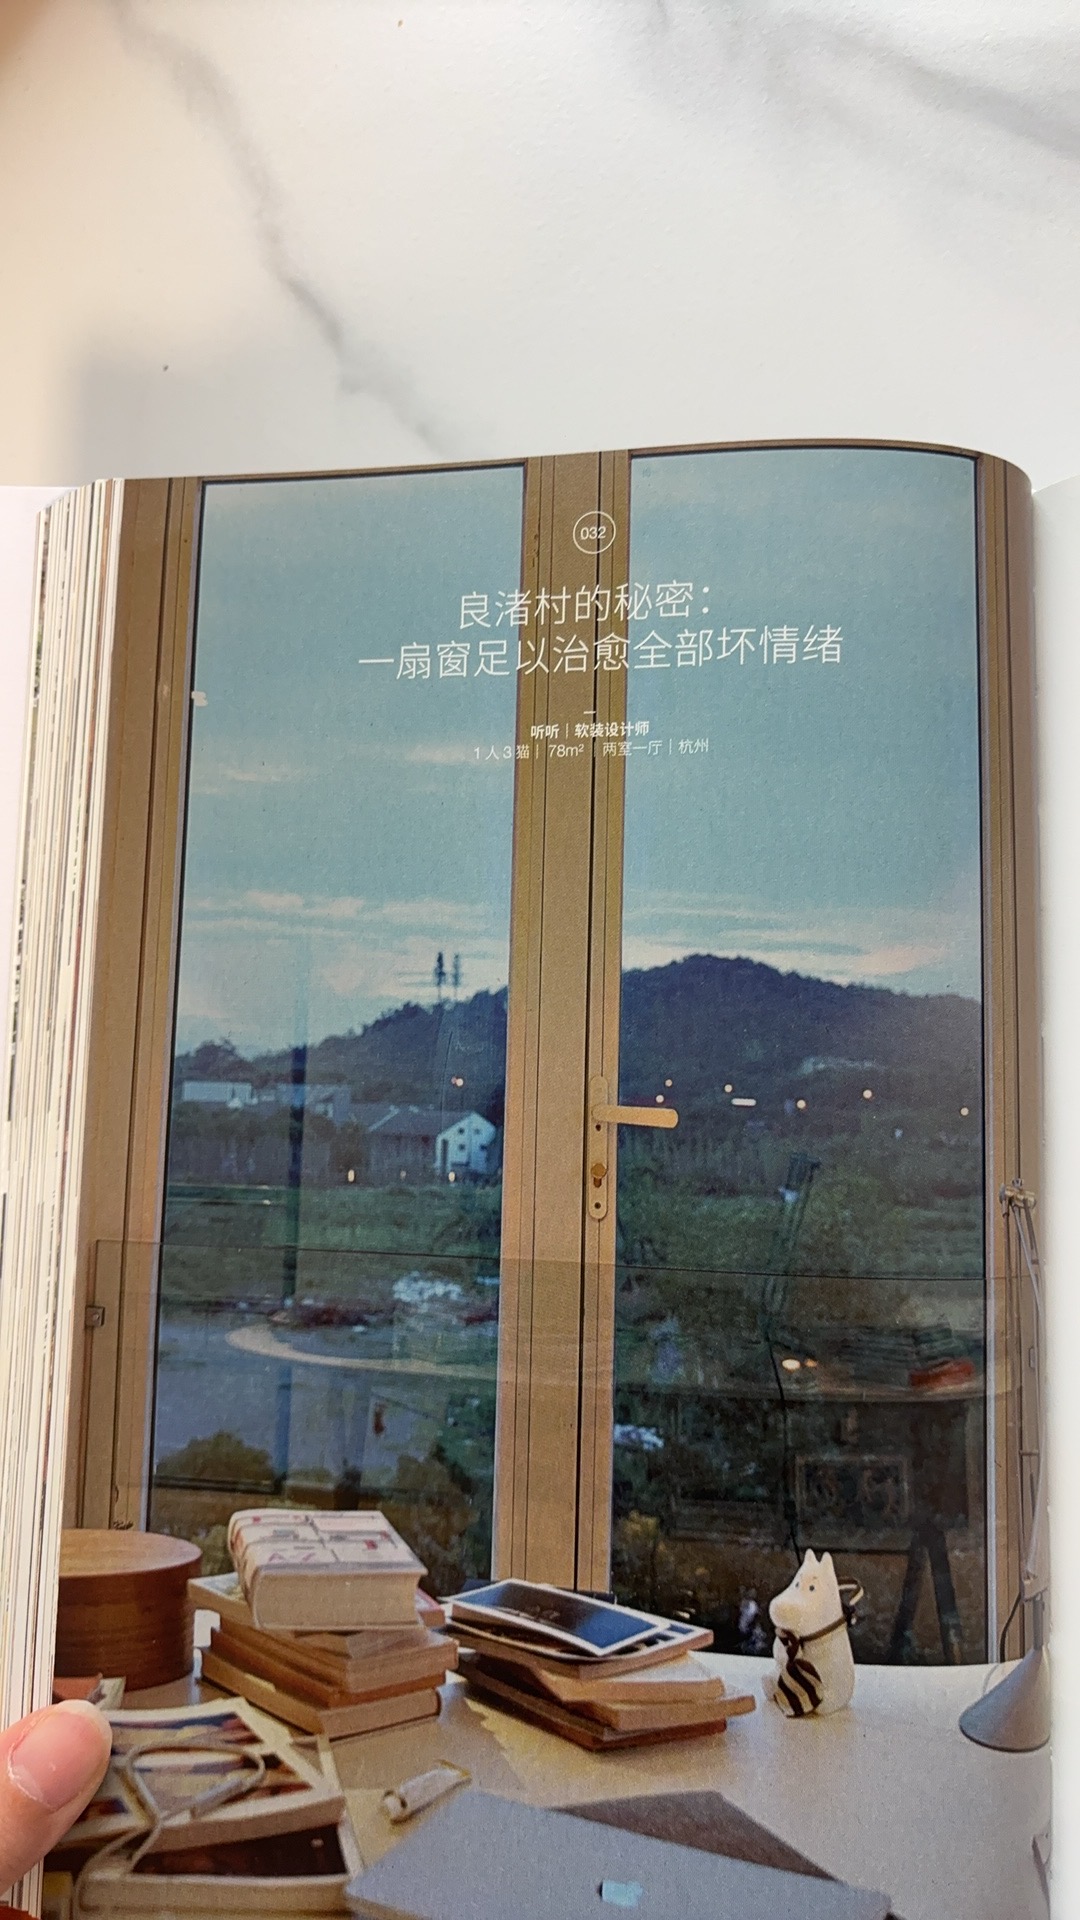 032
良渚村的秘密：
一扇窗足以治愈全部坏情绪
听听｜软装设计师
1人3猫｜78m²｜两室一厅｜杭州